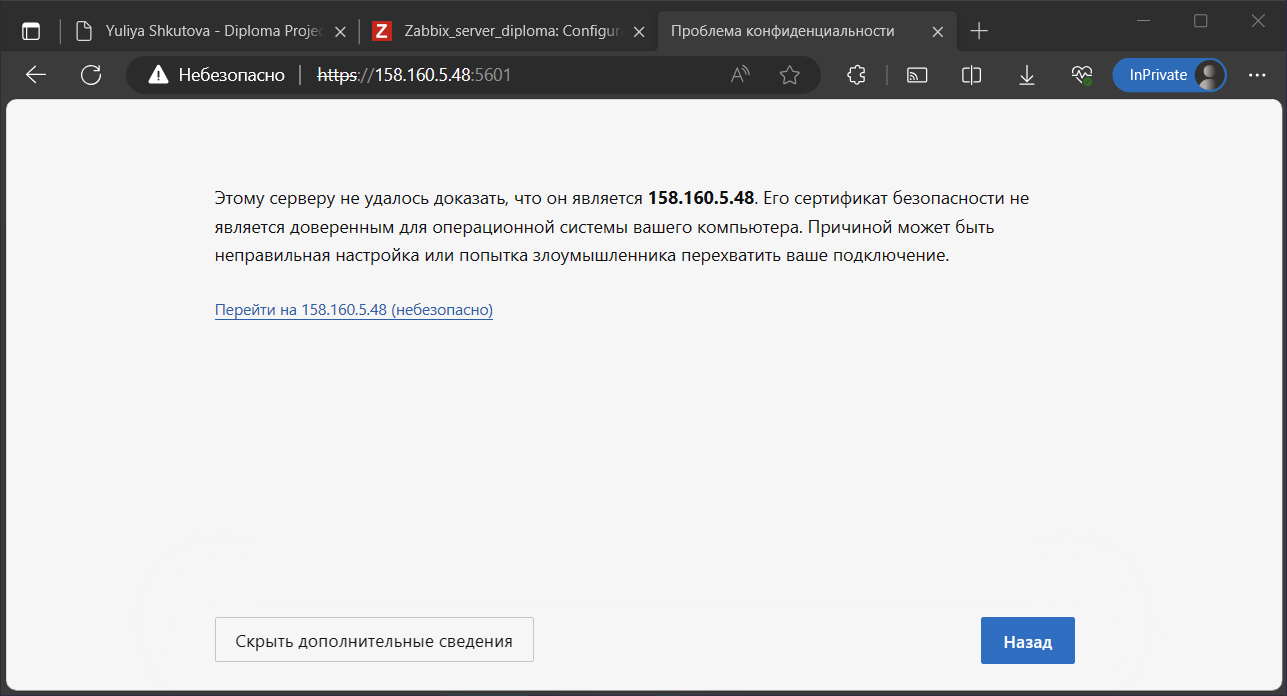 Yuliya Shkutova - Diploma Projec
Zabbix_server_diploma: Configur
Проблема конфиденциальности
Небезопасно
https://158.160.5.48:5601
InPrivate
Этому серверу не удалось доказать, что он является 158.160.5.48. Его сертификат безопасности не
является доверенным для операционной системы вашего компьютера. Причиной может быть
неправильная настройка или попытка злоумышленника перехватить ваше подключение.
Перейти на 158.160.5.48 (небезопасно)
Скрыть дополнительные сведения
Назад